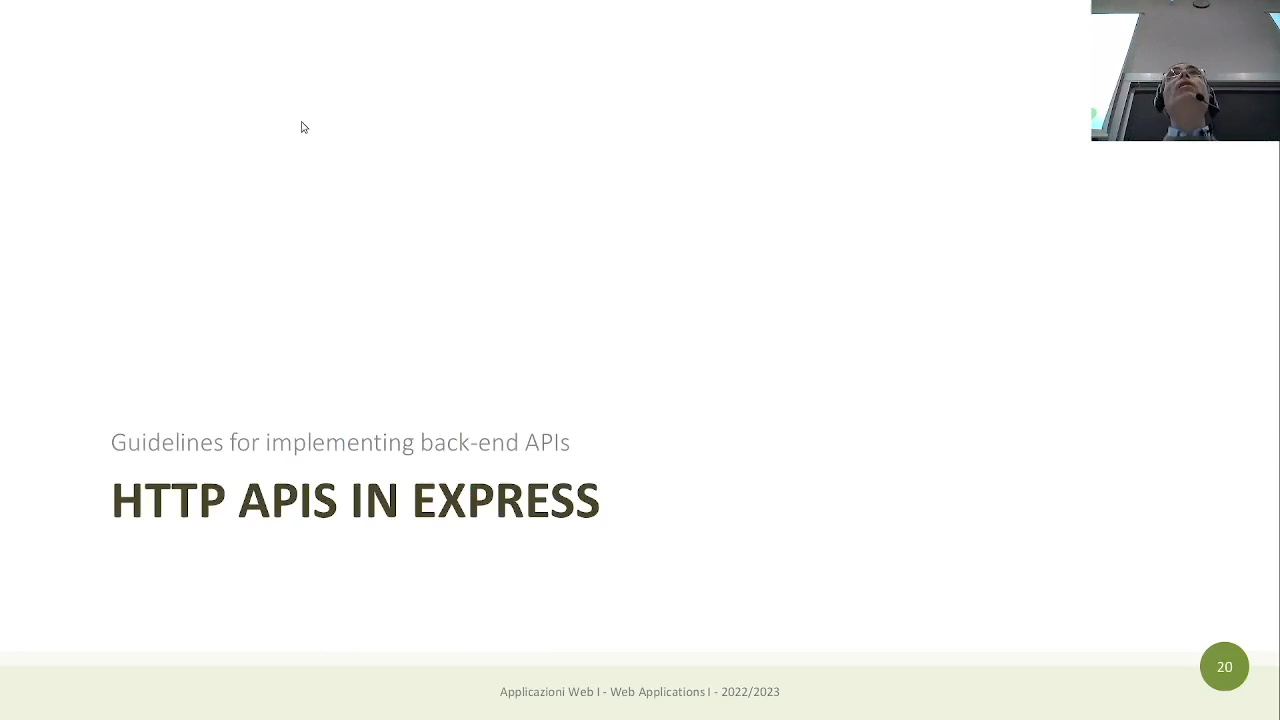 Guidelines for implementing back-end APIs
HTTP APIS IN EXPRESS
20
Applicazioni Web I - Web Applications I - 2022/2023